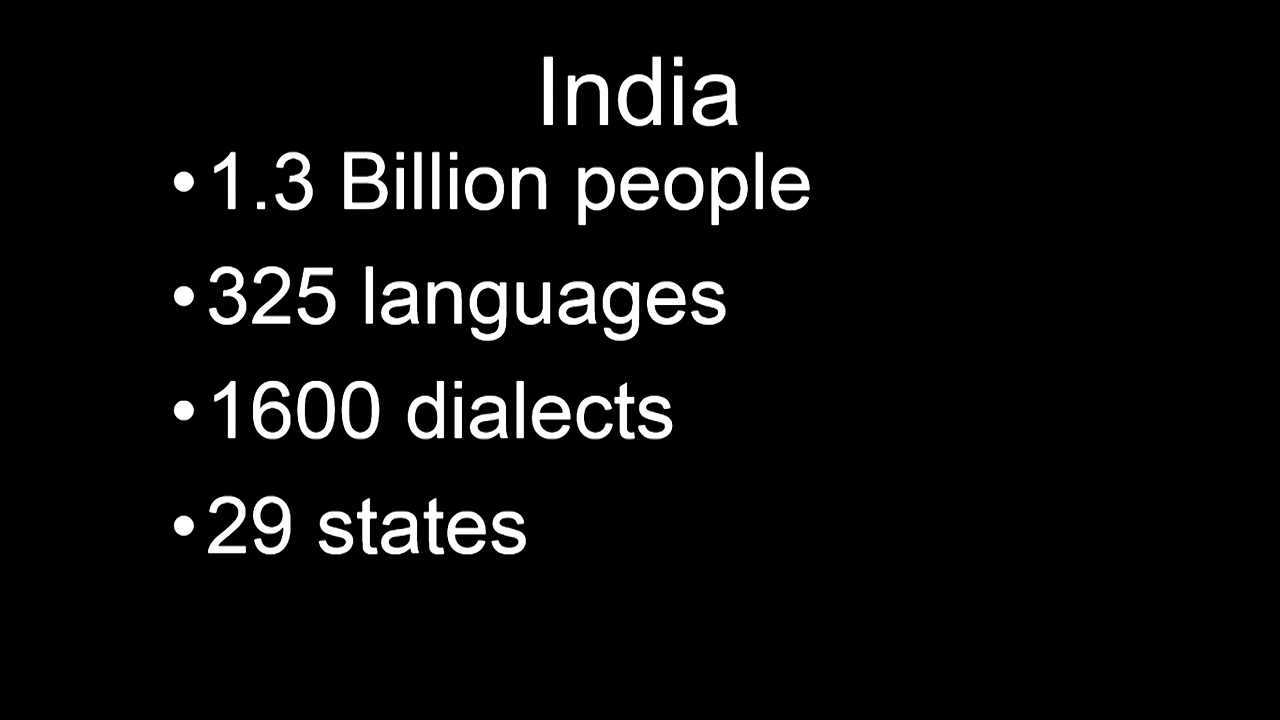 India
•1.3 Billion people
•325 languages
•1600 dialects
•29 states